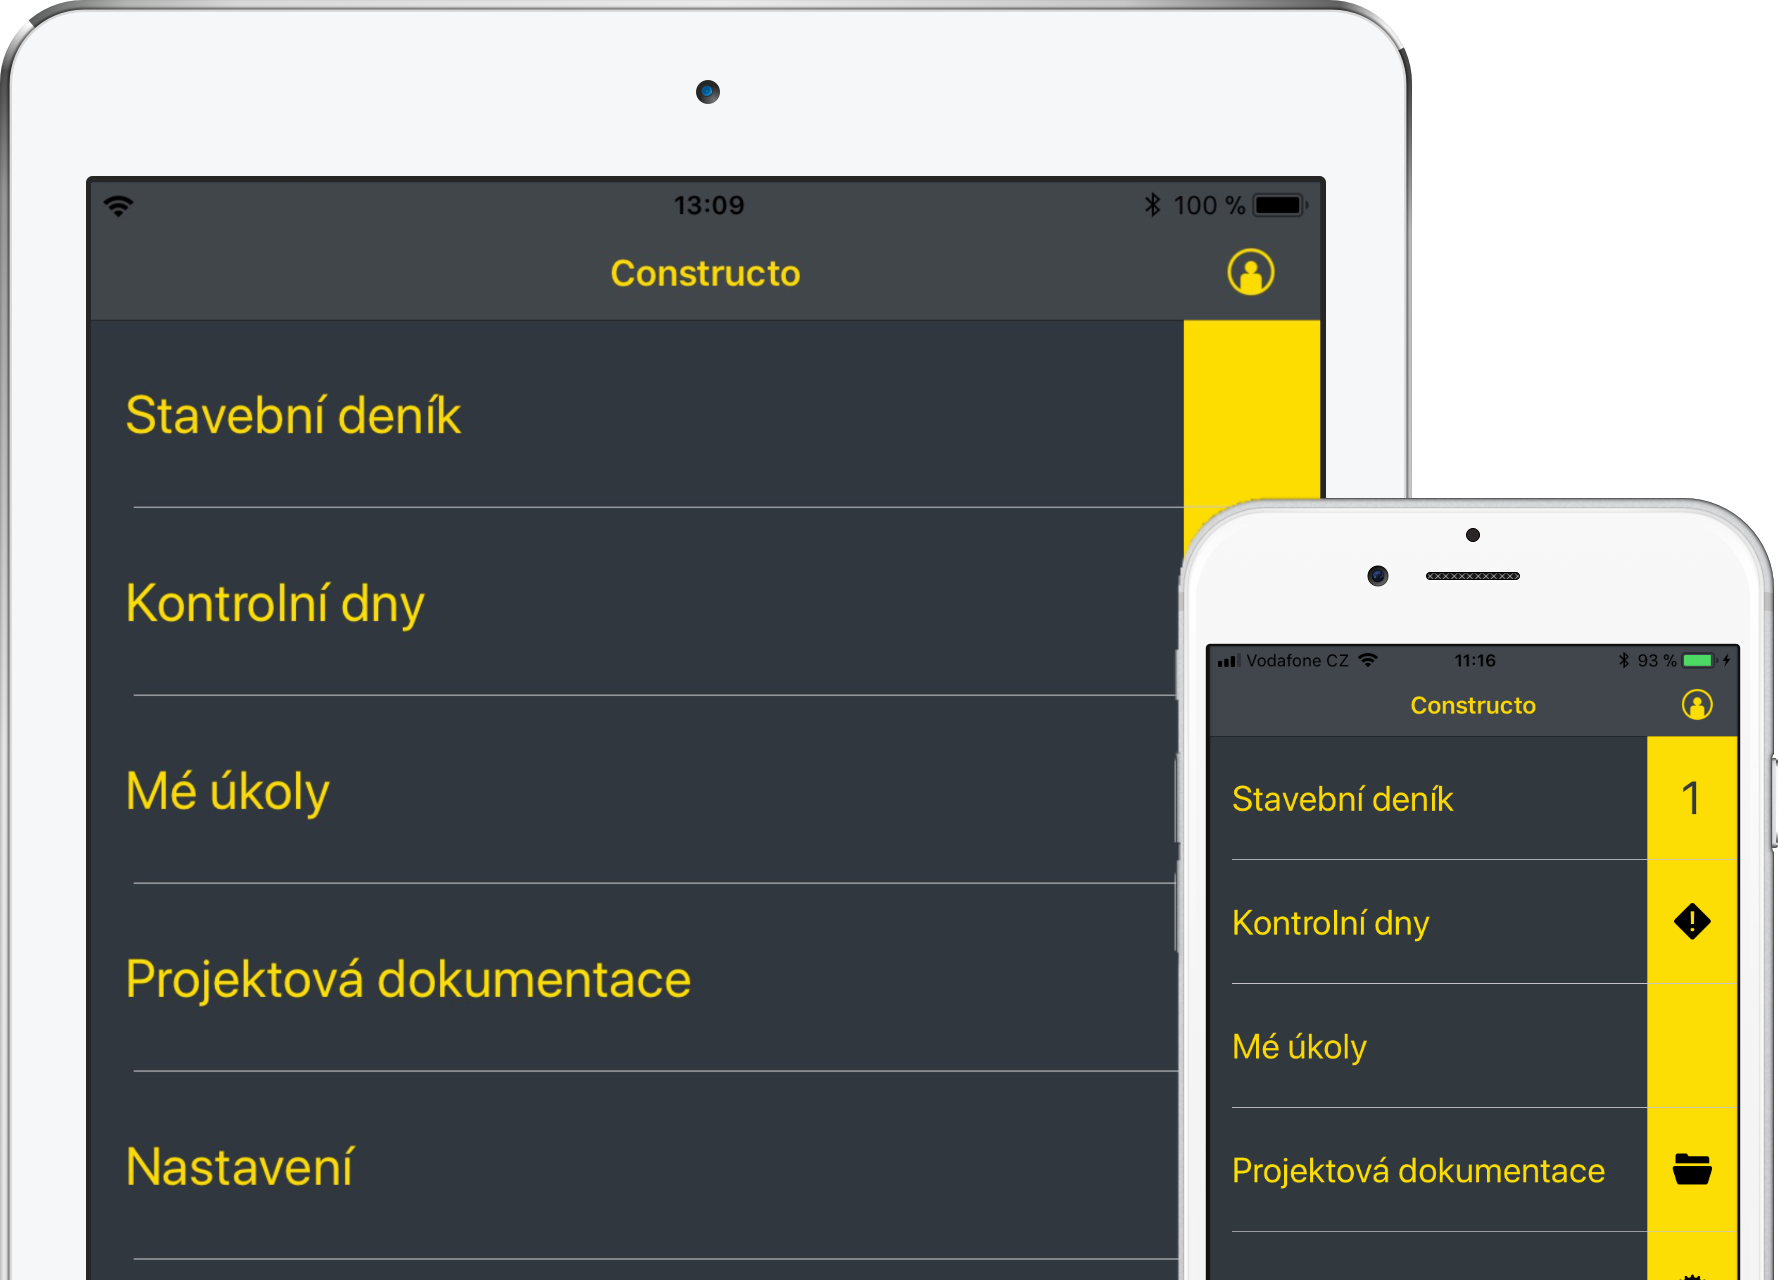 13:09
100 %
Constructo
Stavební deník
Kontrolní dny
Mé úkoly
Projektová dokumentace
Nastavení
Vodafone CZ 11:16 93 %
Constructo
Stavební deník 1
Kontrolní dny
Mé úkoly
Projektová dokumentace